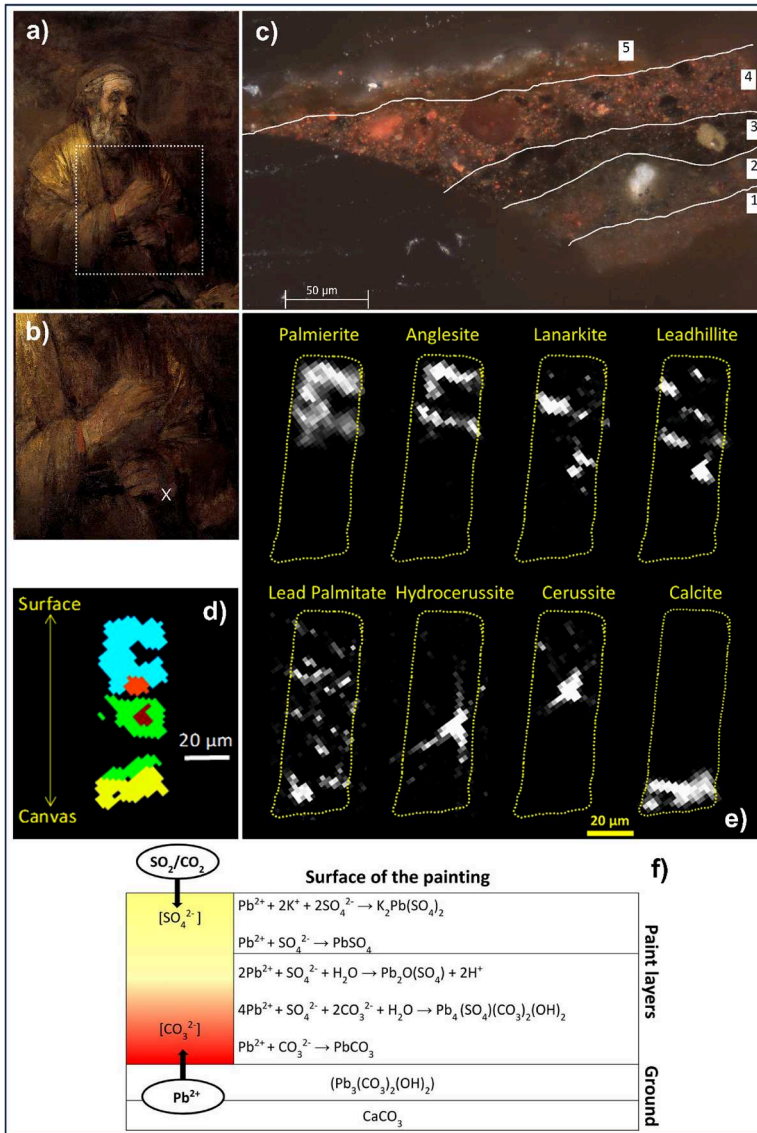 a)
c)
5
4
3
2
1
50 µm
b)
X
Palmierite Anglesite Lanarkite Leadhillite
Lead Palmitate Hydrocerussite Cerussite Calcite
Surface
d)
20 µm
Canvas
20 µm
e)
SO₂/CO₂
Surface of the painting
f)
[SO₄²⁻]
Pb²⁺ + 2K⁺ + 2SO₄²⁻ → K₂Pb(SO₄)₂
Pb²⁺ + SO₄²⁻ → PbSO₄
2Pb²⁺ + SO₄²⁻ + H₂O → Pb₂O(SO₄) + 2H⁺
4Pb²⁺ + SO₄²⁻ + 2CO₃²⁻ + H₂O → Pb₄(SO₄)(CO₃)₂(OH)₂
[CO₃²⁻]
Pb²⁺ + CO₃²⁻ → PbCO₃
Paint layers
Pb²⁺
(Pb₃(CO₃)₂(OH)₂)
CaCO₃
Ground